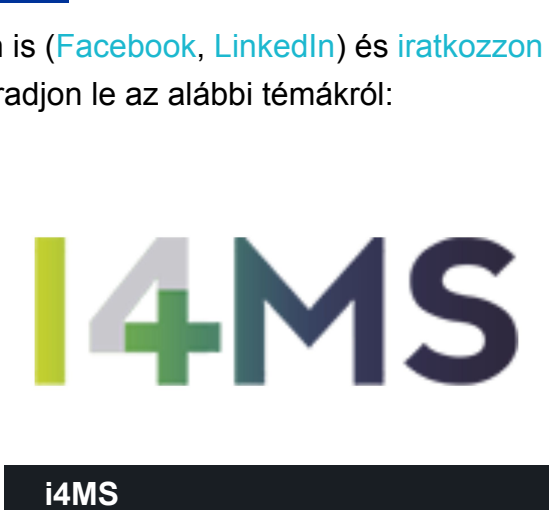 is (Facebook, LinkedIn) és iratkozzon
radjon le az alábbi témákról:
I4MS
i4MS